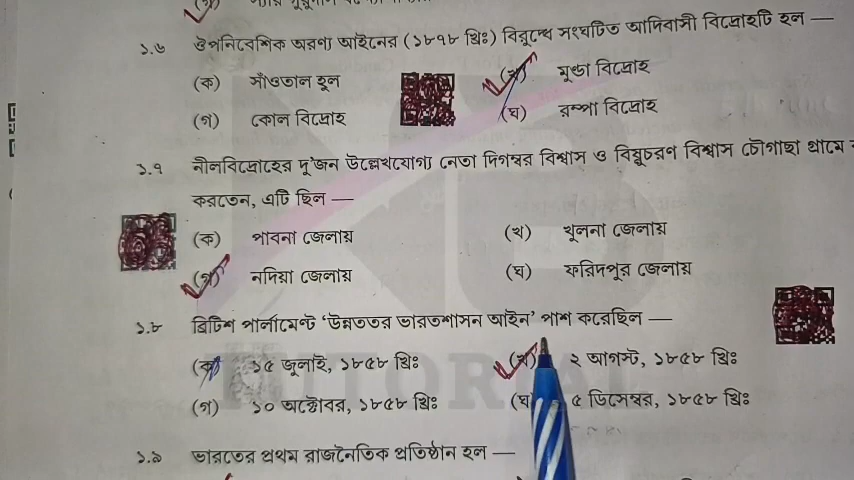 ১.৬ ঔপনিবেশিক অরণ্য আইনের (১৮৭৮ খ্রিঃ) বিরুদ্ধে সংঘটিত আদিবাসী বিদ্রোহটি হল —
(ক) সাঁওতাল হুল (খ) মুন্ডা বিদ্রোহ
(গ) কোল বিদ্রোহ (ঘ) রম্পা বিদ্রোহ
১.৭ নীলবিদ্রোহের দু'জন উল্লেখযোগ্য নেতা দিগম্বর বিশ্বাস ও বিষ্ণুচরণ বিশ্বাস চৌগাছা গ্রামে
করতেন, এটি ছিল —
(ক) পাবনা জেলায় (খ) খুলনা জেলায়
(গ) নদিয়া জেলায় (ঘ) ফরিদপুর জেলায়
১.৮ ব্রিটিশ পার্লামেন্ট ‘উন্নততর ভারতশাসন আইন’ পাশ করেছিল —
(ক) ১৫ জুলাই, ১৮৫৮ খ্রিঃ (খ) ২ আগস্ট, ১৮৫৮ খ্রিঃ
(গ) ১০ অক্টোবর, ১৮৫৮ খ্রিঃ (ঘ ৫ ডিসেম্বর, ১৮৫৮ খ্রিঃ
১.৯ ভারতের প্রথম রাজনৈতিক প্রতিষ্ঠান হল —